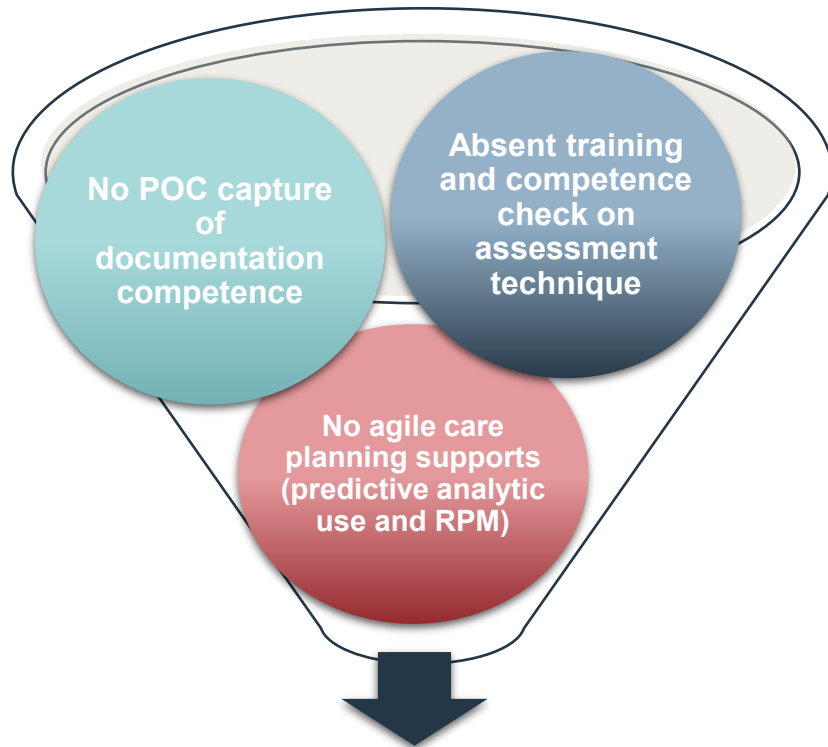 No POC capture
of
documentation
competence
Absent training
and competence
check on
assessment
technique
No agile care
planning supports
(predictive analytic
use and RPM)